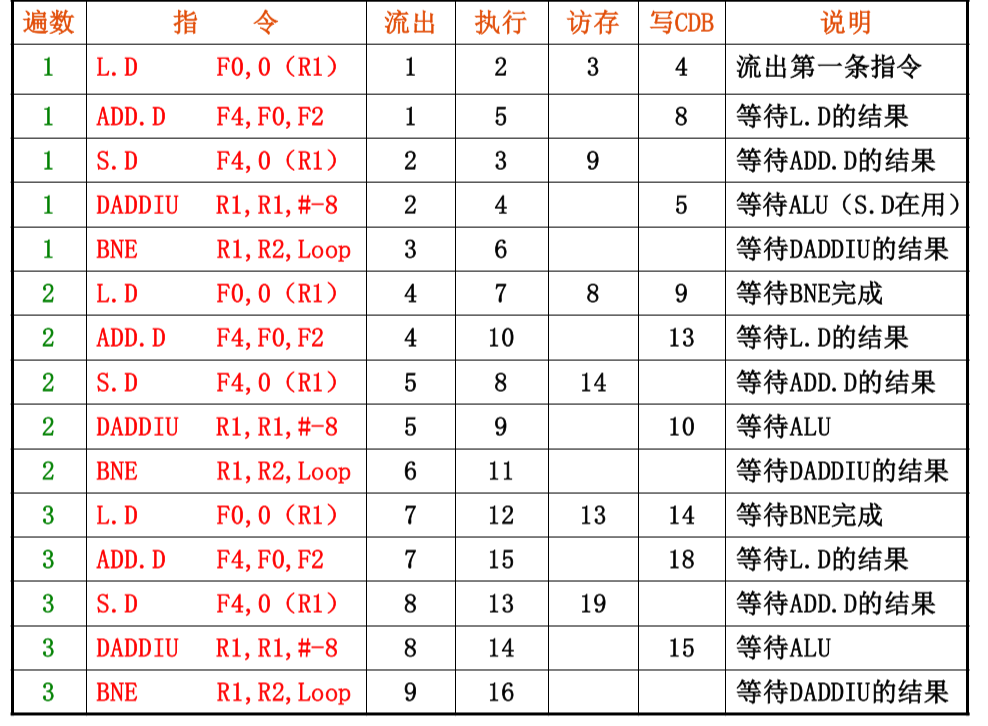 遍数 指 令 流出 执行 访存 写CDB 说明
1 L.D F0,0（R1） 1 2 3 4 流出第一条指令
1 ADD.D F4,F0,F2 1 5 8 等待L.D的结果
1 S.D F4,0（R1） 2 3 9 等待ADD.D的结果
1 DADDIU R1,R1,#-8 2 4 5 等待ALU（S.D在用）
1 BNE R1,R2,Loop 3 6 等待DADDIU的结果
2 L.D F0,0（R1） 4 7 8 9 等待BNE完成
2 ADD.D F4,F0,F2 4 10 13 等待L.D的结果
2 S.D F4,0（R1） 5 8 14 等待ADD.D的结果
2 DADDIU R1,R1,#-8 5 9 10 等待ALU
2 BNE R1,R2,Loop 6 11 等待DADDIU的结果
3 L.D F0,0（R1） 7 12 13 14 等待BNE完成
3 ADD.D F4,F0,F2 7 15 18 等待L.D的结果
3 S.D F4,0（R1） 8 13 19 等待ADD.D的结果
3 DADDIU R1,R1,#-8 8 14 15 等待ALU
3 BNE R1,R2,Loop 9 16 等待DADDIU的结果